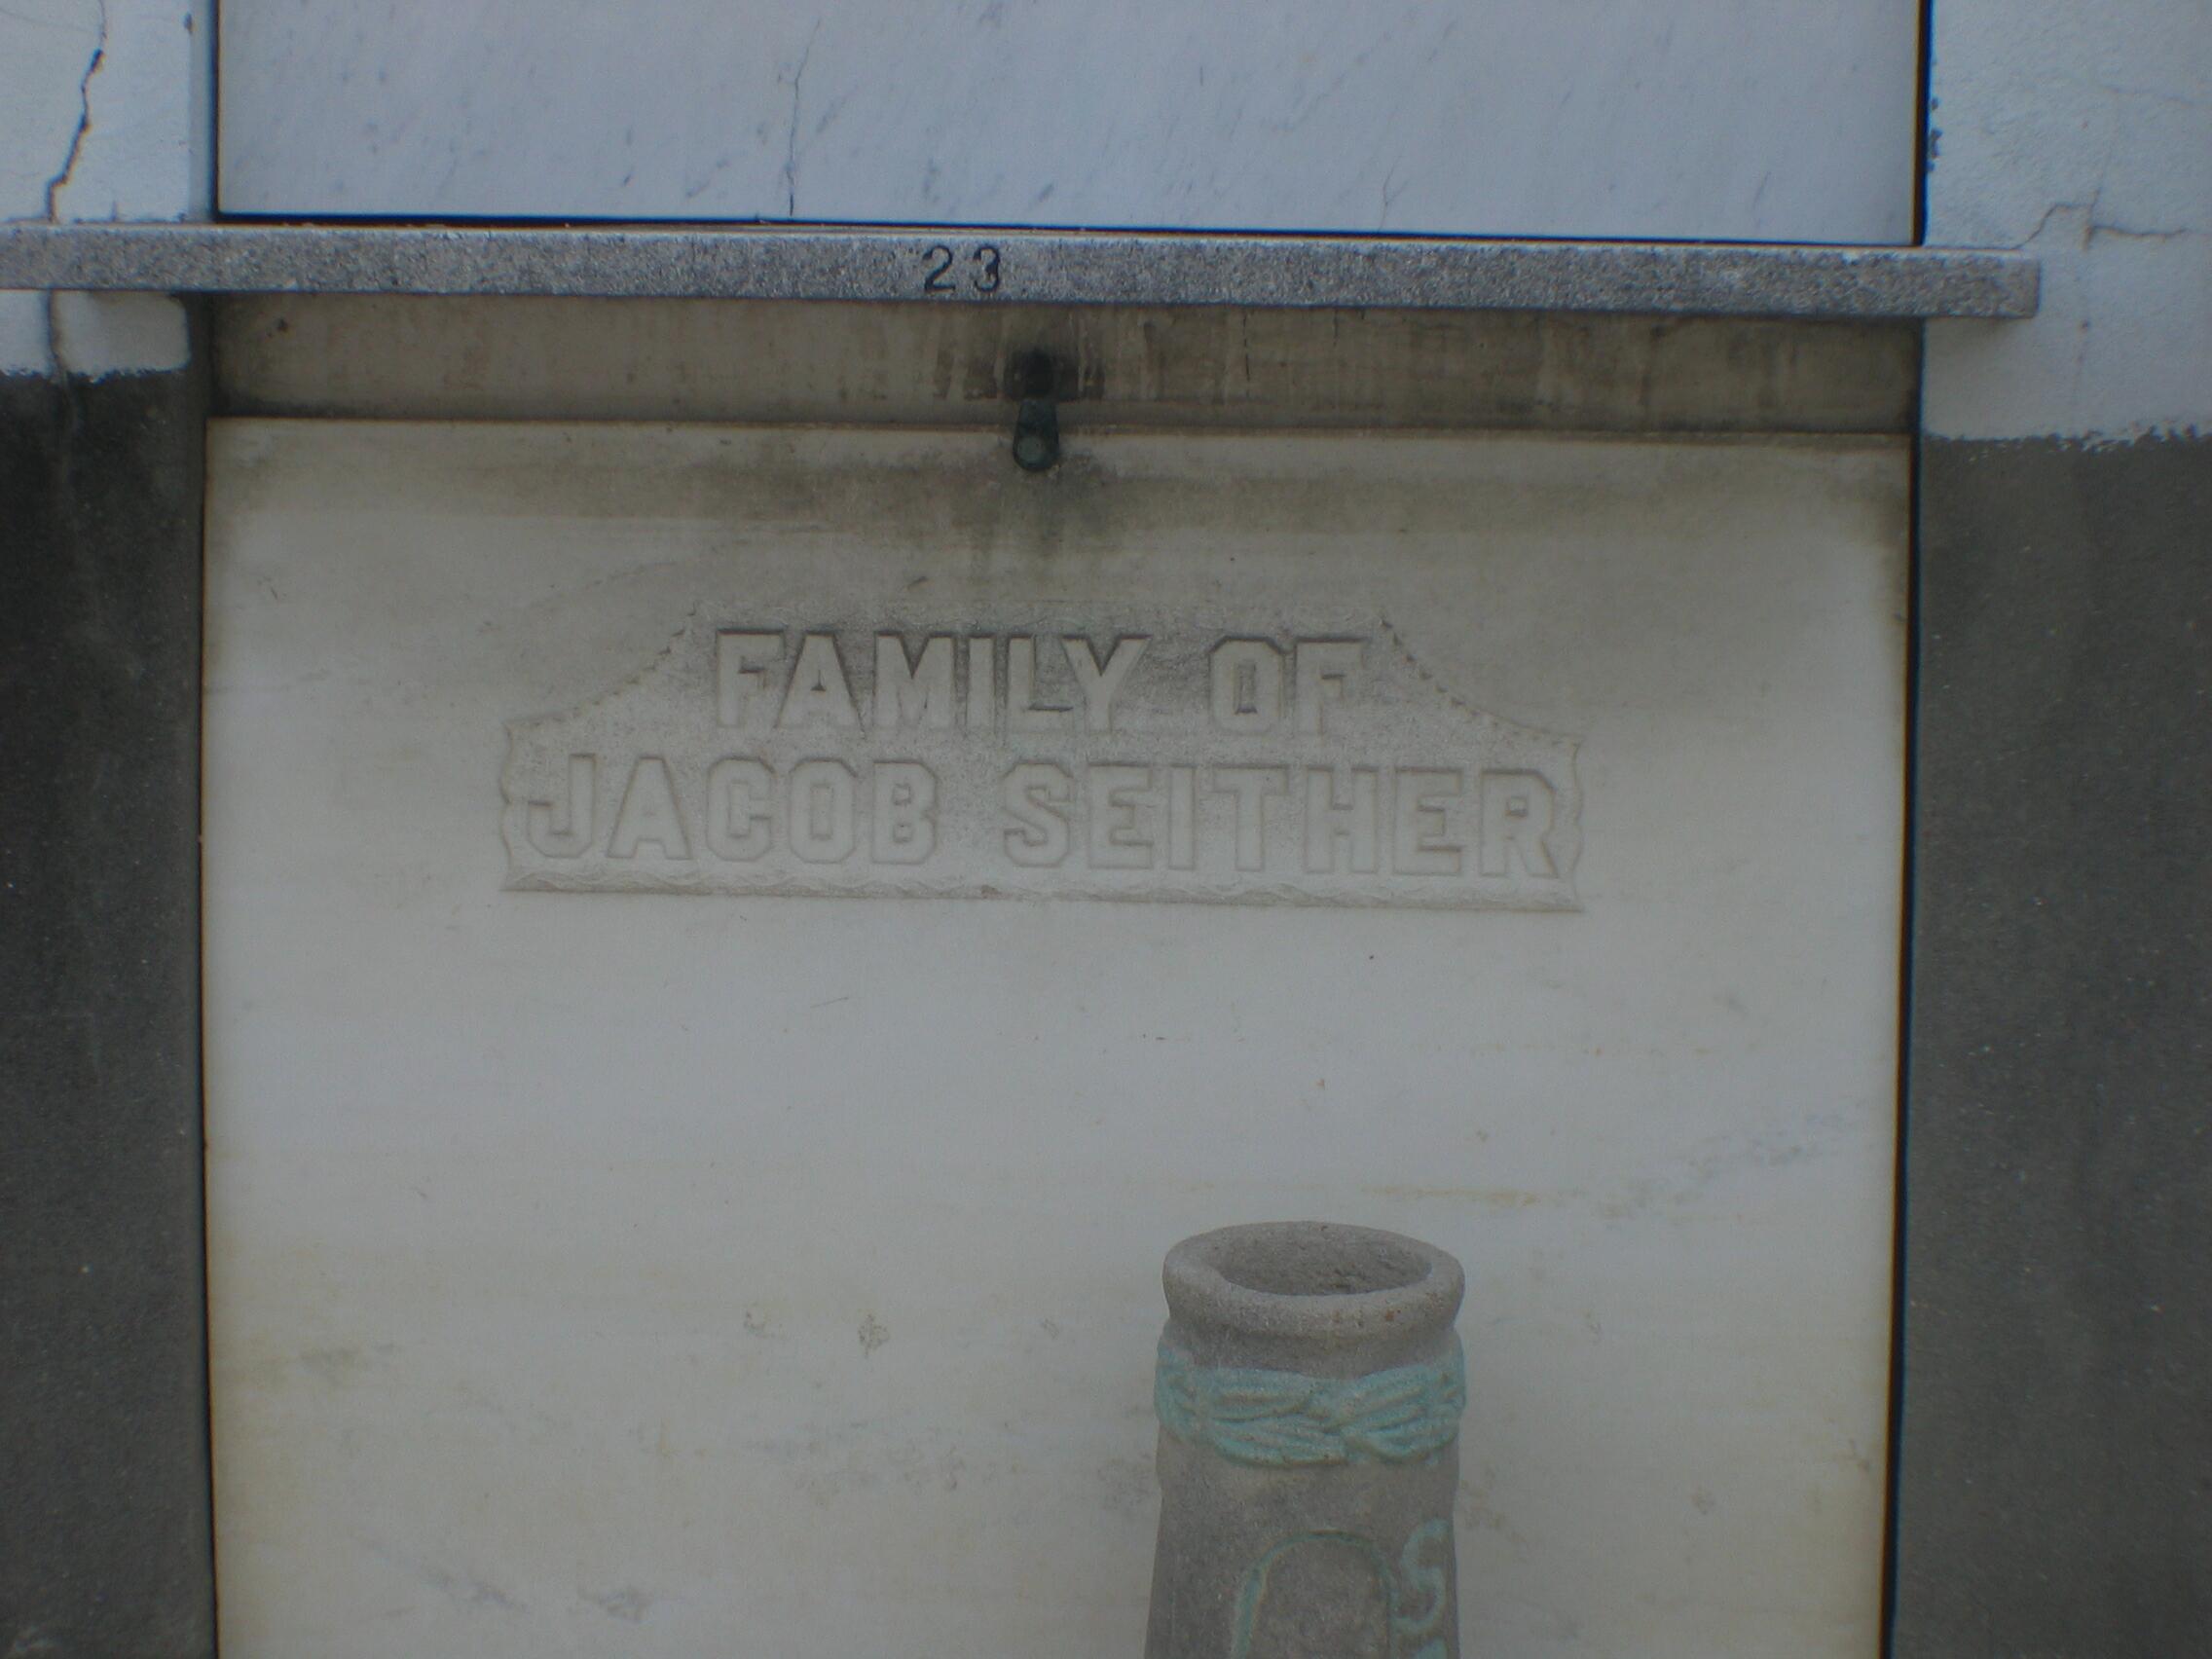 23
FAMILY OF
JACOB SEITHER
S